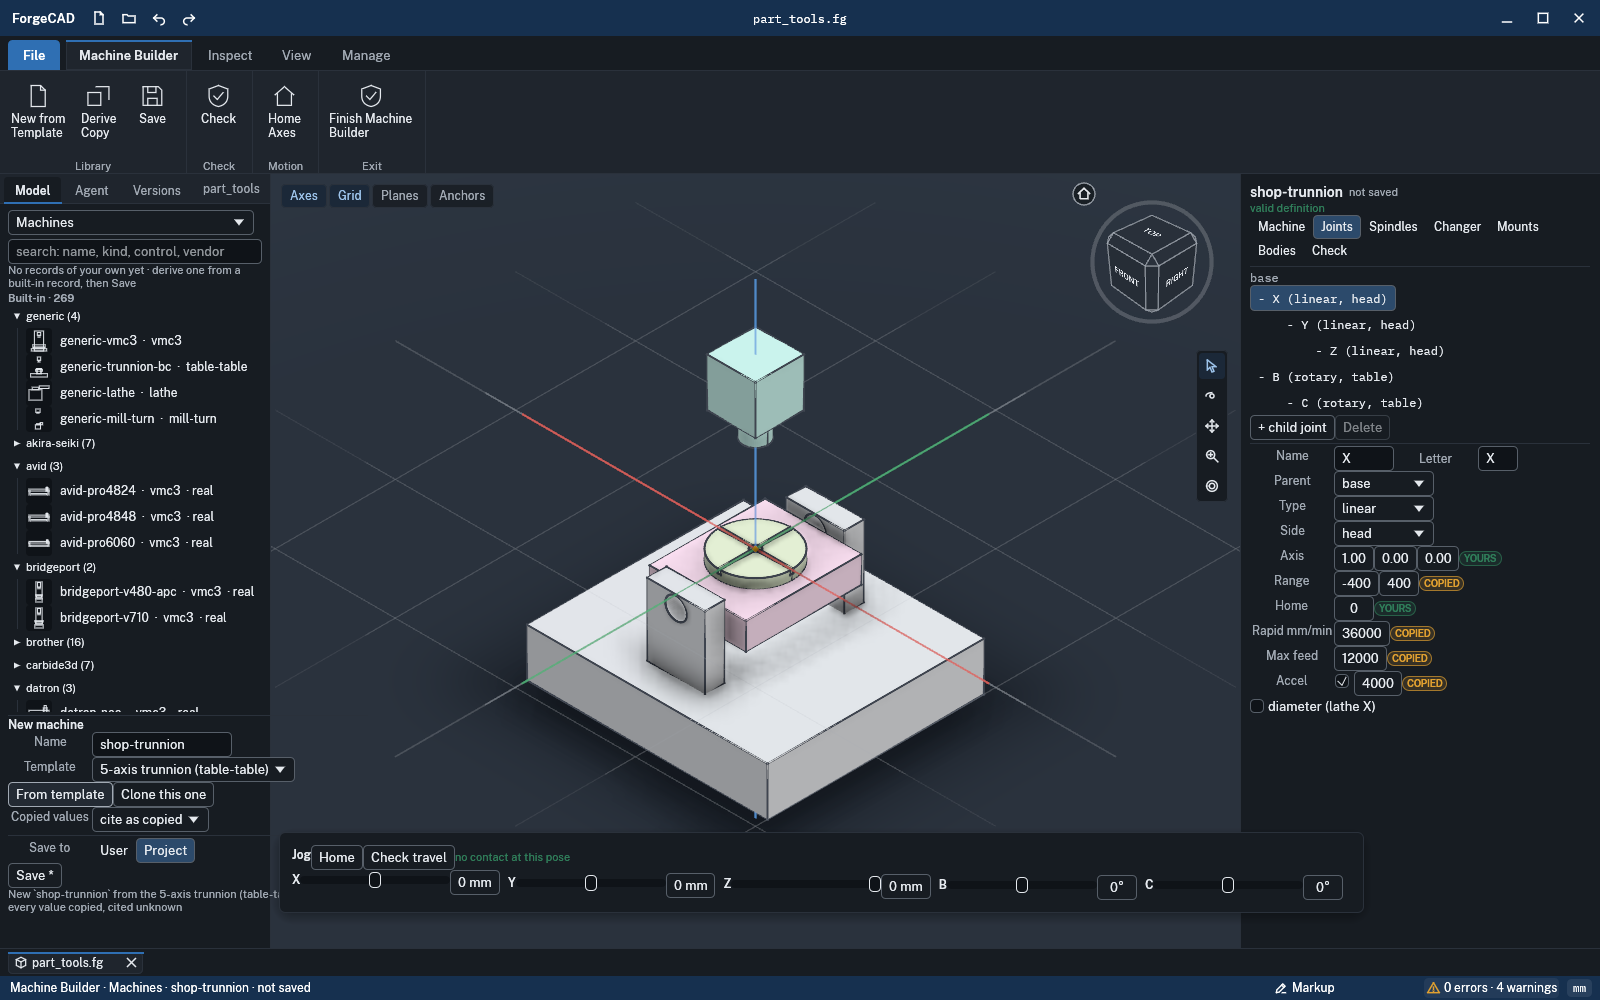 ForgeCAD
part_tools.fg
File
Machine Builder
Inspect
View
Manage
New from Template
Derive Copy
Save
Check
Home Axes
Finish Machine Builder
Library
Check
Motion
Exit
Model
Agent
Versions
part_tools
Machines
search: name, kind, control, vendor
No records of your own yet · derive one from a
built-in record, then Save
Built-in · 269
generic (4)
generic-vmc3 · vmc3
generic-trunnion-bc · table-table
generic-lathe · lathe
generic-mill-turn · mill-turn
akira-seiki (7)
avid (3)
avid-pro4824 · vmc3 · real
avid-pro4848 · vmc3 · real
avid-pro6060 · vmc3 · real
bridgeport (2)
bridgeport-v480-apc · vmc3 · real
bridgeport-v710 · vmc3 · real
brother (16)
carbide3d (7)
datron (3)
New machine
Name
shop-trunnion
Template
5-axis trunnion (table-table)
From template
Clone this one
Copied values
cite as copied
Save to
User
Project
Save *
New `shop-trunnion` from the 5-axis trunnion (table-ta
every value copied, cited unknown
Axes
Grid
Planes
Anchors
TOP
FRONT
RIGHT
Jog
Home
Check travel
no contact at this pose
X
0 mm
Y
0 mm
Z
0 mm
B
0°
C
0°
shop-trunnion not saved
valid definition
Machine
Joints
Spindles
Changer
Mounts
Bodies
Check
base
- X (linear, head)
- Y (linear, head)
- Z (linear, head)
- B (rotary, table)
- C (rotary, table)
+ child joint
Delete
Name
X
Letter
X
Parent
base
Type
linear
Side
head
Axis
1.00
0.00
0.00
YOURS
Range
-400
400
COPIED
Home
0
YOURS
Rapid mm/min
36000
COPIED
Max feed
12000
COPIED
Accel
4000
COPIED
diameter (lathe X)
part_tools.fg
Machine Builder · Machines · shop-trunnion · not saved
Markup
0 errors · 4 warnings
mm